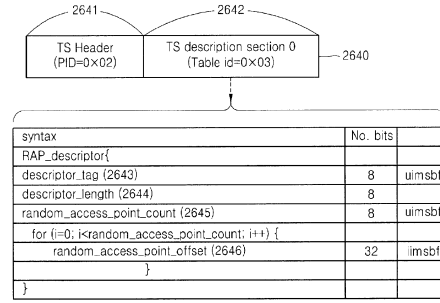 2641
2642
TS Header
(PID=0×02)
TS description section 0
(Table id=0×03)
2640
syntax No. bits
RAP_descriptor{
descriptor_tag (2643) 8 uimsbf
descriptor_length (2644) 8
random_access_point_count (2645) 8 uimsbf
for (i=0; i<random_access_point_count; i++) {
random_access_point_offset (2646) 32 iimsbf
}
}